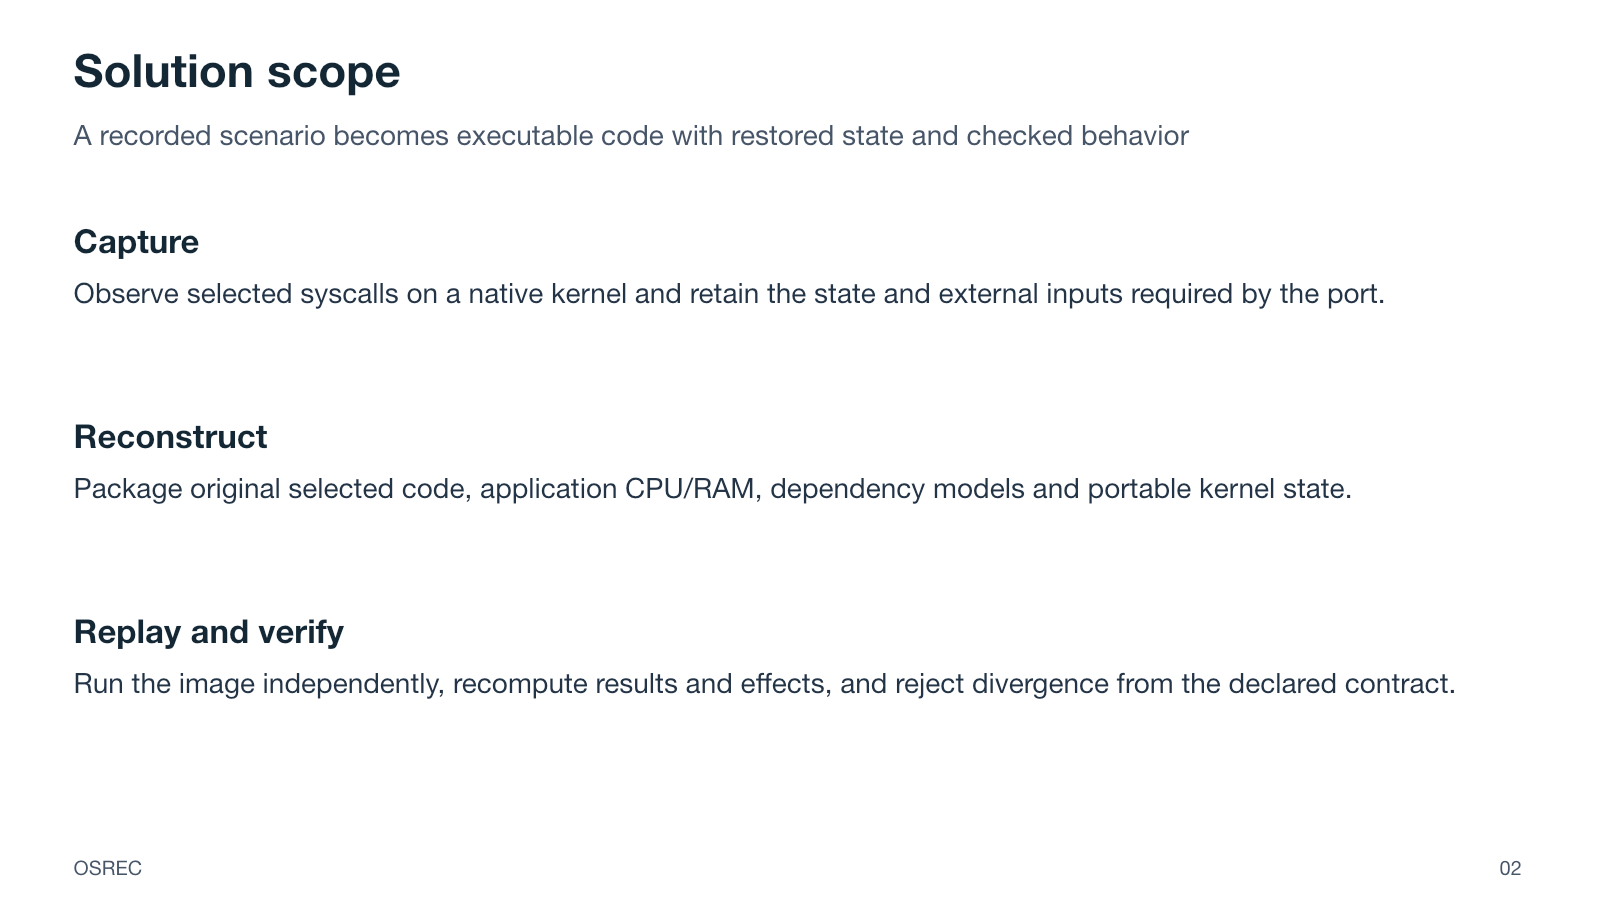 Solution scope
A recorded scenario becomes executable code with restored state and checked behavior
Capture
Observe selected syscalls on a native kernel and retain the state and external inputs required by the port.
Reconstruct
Package original selected code, application CPU/RAM, dependency models and portable kernel state.
Replay and verify
Run the image independently, recompute results and effects, and reject divergence from the declared contract.
OSREC
02